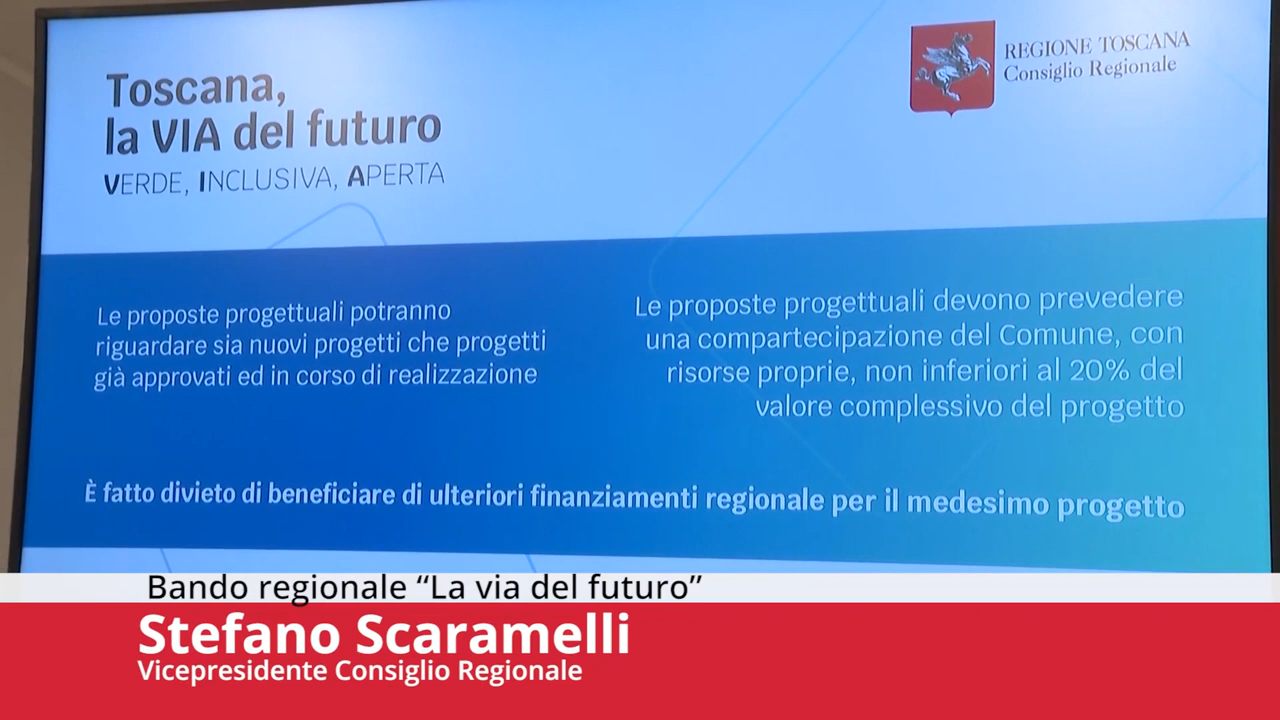 Toscana,
la VIA del futuro
VERDE, INCLUSIVA, APERTA
REGIONE TOSCANA
Consiglio Regionale
Le proposte progettuali potranno
riguardare sia nuovi progetti che progetti
già approvati ed in corso di realizzazione
Le proposte progettuali devono prevedere
una compartecipazione del Comune, con
risorse proprie, non inferiori al 20% del
valore complessivo del progetto
È fatto divieto di beneficiare di ulteriori finanziamenti regionale per il medesimo progetto
Bando regionale “La via del futuro”
Stefano Scaramelli
Vicepresidente Consiglio Regionale